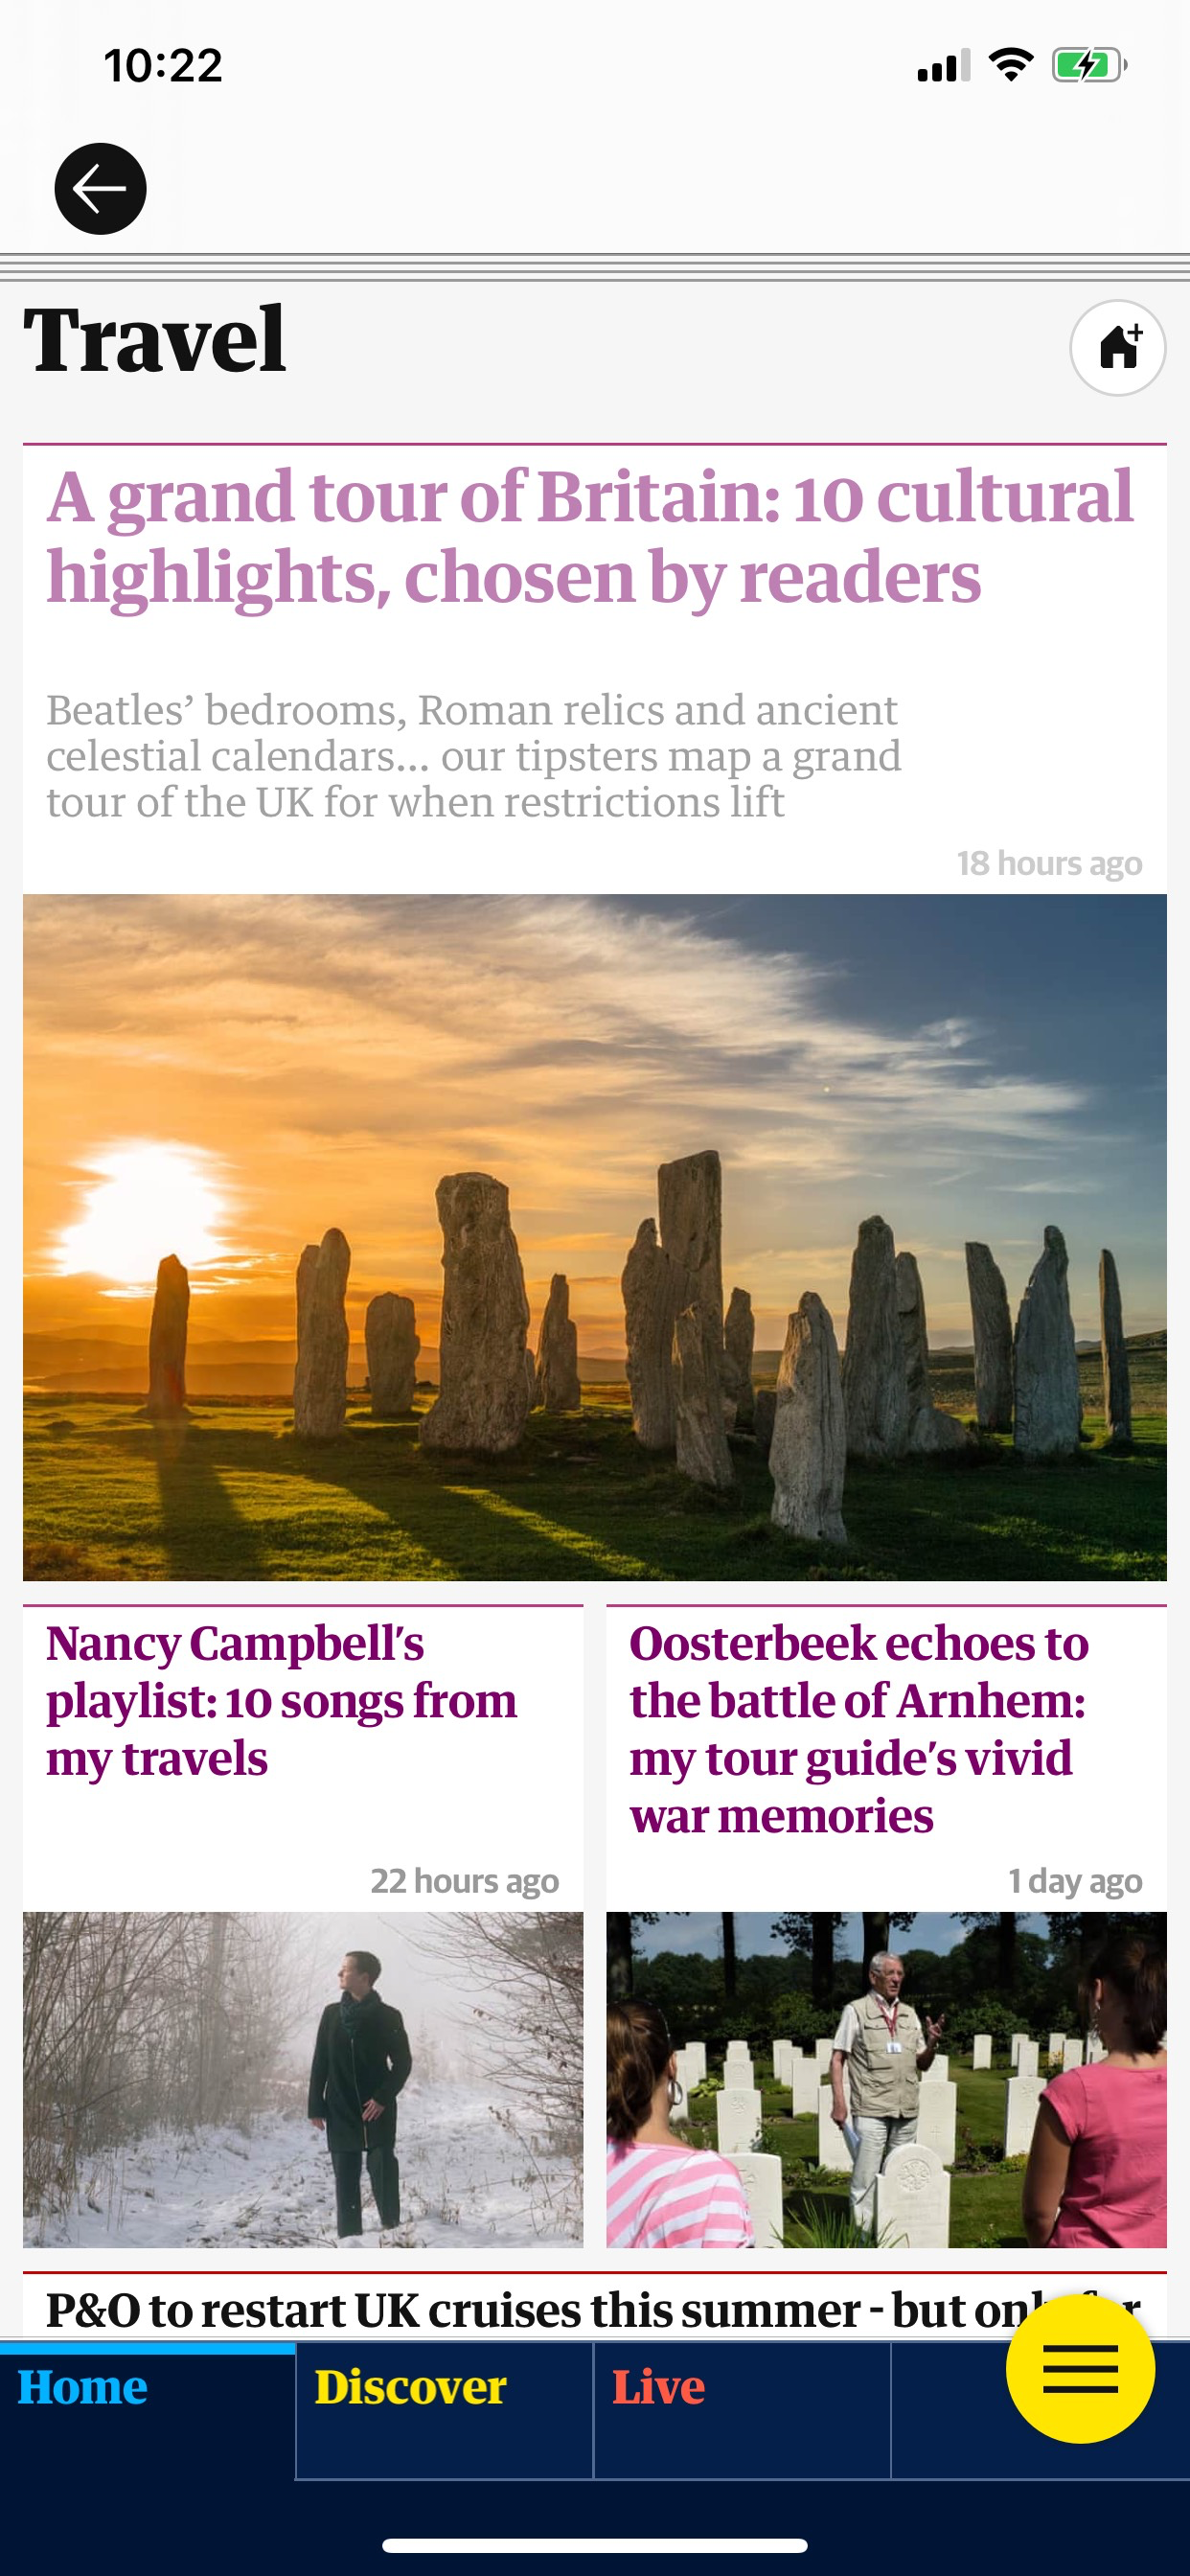 10:22
Travel
A grand tour of Britain: 10 cultural
highlights, chosen by readers
Beatles’ bedrooms, Roman relics and ancient
celestial calendars... our tipsters map a grand
tour of the UK for when restrictions lift
18 hours ago
Nancy Campbell’s
playlist: 10 songs from
my travels
22 hours ago
Oosterbeek echoes to
the battle of Arnhem:
my tour guide’s vivid
war memories
1 day ago
P&O to restart UK cruises this summer - but only for
Home
Discover
Live